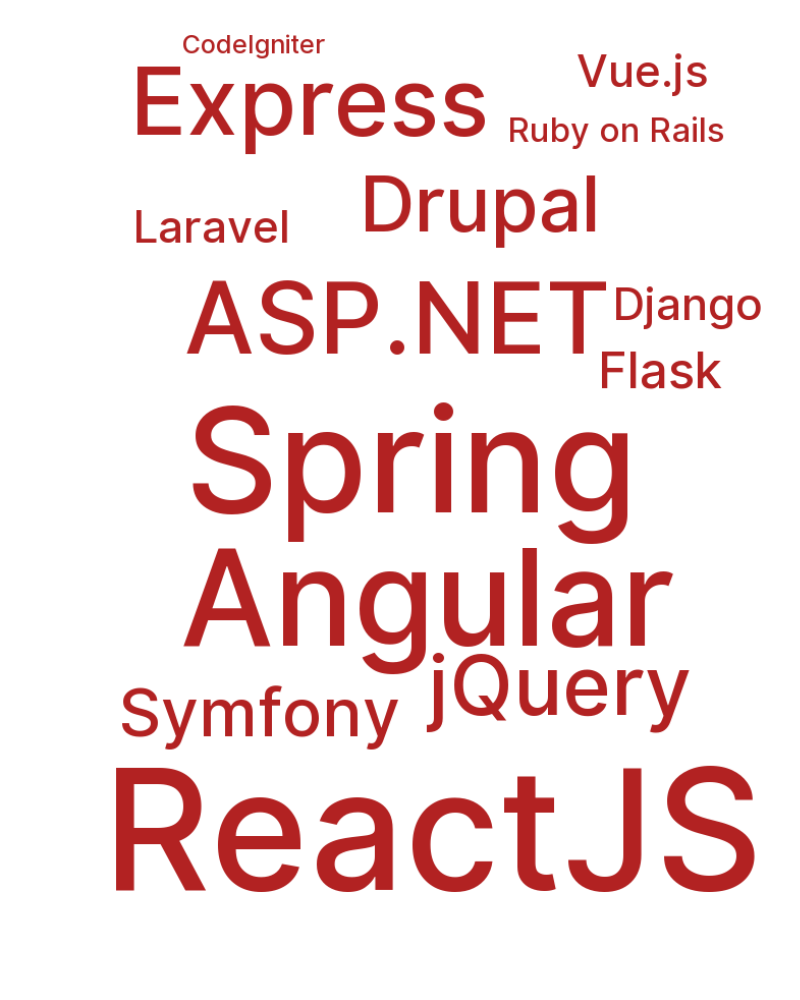 CodeIgniter
Express
Vue.js
Ruby on Rails
Drupal
Laravel
ASP.NET
Django
Flask
Spring
Angular
jQuery
Symfony
ReactJS